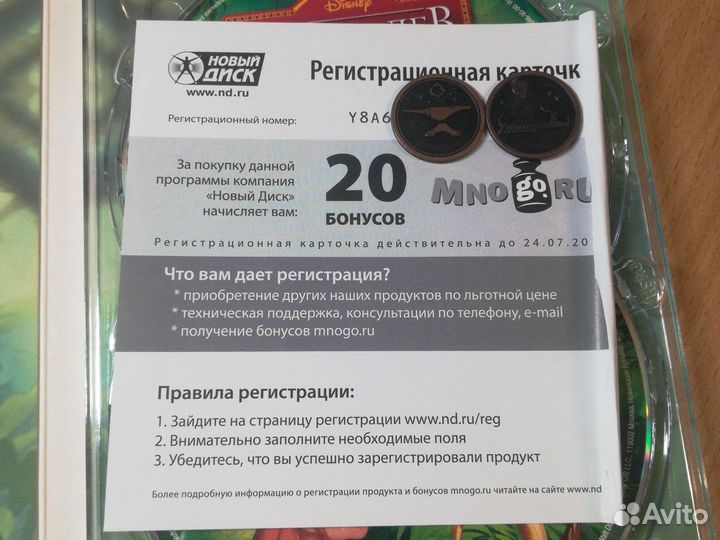 Disney
НОВЫЙ
ДИСК
www.nd.ru
Регистрационная карточк
Регистрационный номер: Y8A6
За покупку данной
программы компания
«Новый Диск»
начисляет вам:
20
БОНУСОВ
MNOGO.RU
Регистрационная карточка действительна до 24.07.20
Что вам дает регистрация?
* приобретение других наших продуктов по льготной цене
* техническая поддержка, консультации по телефону, e-mail
* получение бонусов mnogo.ru
Правила регистрации:
1. Зайдите на страницу регистрации www.nd.ru/reg
2. Внимательно заполните необходимые поля
3. Убедитесь, что вы успешно зарегистрировали продукт
Более подробную информацию о регистрации продукта и бонусов mnogo.ru читайте на сайте www.nd
Avito